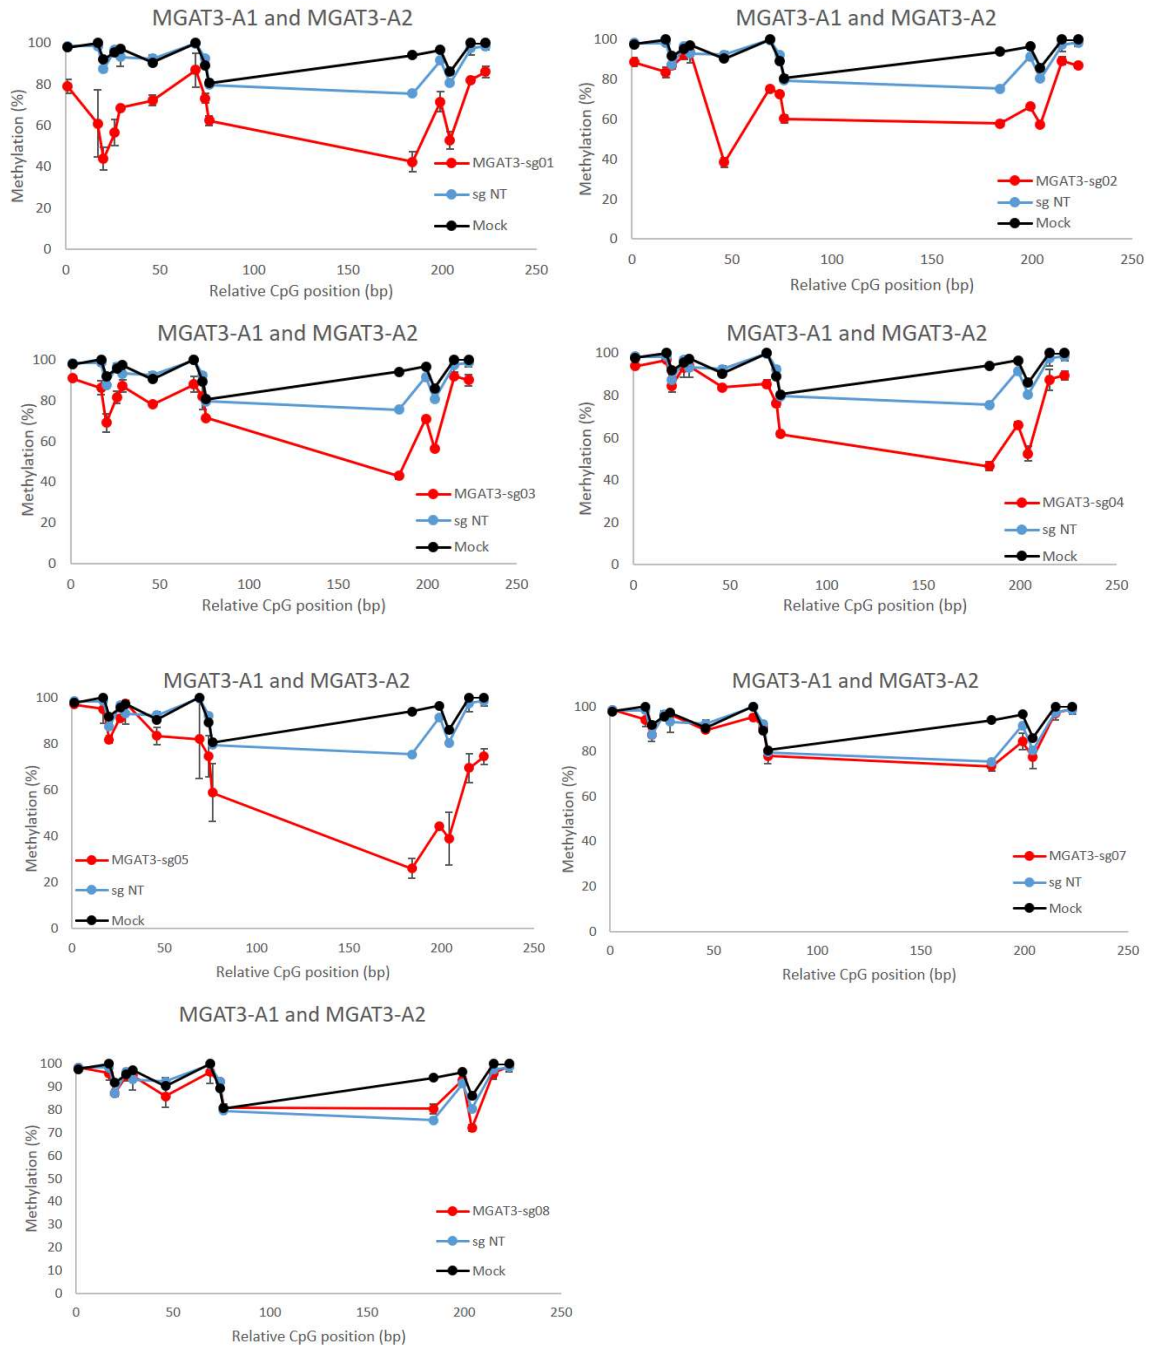 MGAT3-A1 and MGAT3-A2
Methylation (%)
100
80
60
40
20
0
0 50 100 150 200 250
Relative CpG position (bp)
MGAT3-sg01
sg NT
Mock
MGAT3-A1 and MGAT3-A2
Methylation (%)
100
80
60
40
20
0
0 50 100 150 200 250
Relative CpG position (bp)
MGAT3-sg02
sg NT
Mock
MGAT3-A1 and MGAT3-A2
Methylation (%)
100
80
60
40
20
0
0 50 100 150 200 250
Relative CpG position (bp)
MGAT3-sg03
sg NT
Mock
MGAT3-A1 and MGAT3-A2
Merhylation (%)
100
80
60
40
20
0
0 50 100 150 200 250
Relative CpG position (bp)
MGAT3-sg04
sg NT
Mock
MGAT3-A1 and MGAT3-A2
Methylation (%)
100
80
60
40
20
0
0 50 100 150 200 250
Relative CpG position (bp)
MGAT3-sg05
sg NT
Mock
MGAT3-A1 and MGAT3-A2
Methylation (%)
100
80
60
40
20
0
0 50 100 150 200 250
Relative CpG position (bp)
MGAT3-sg07
sg NT
Mock
MGAT3-A1 and MGAT3-A2
Methylation (%)
100
90
80
70
60
50
40
30
20
10
0
0 50 100 150 200 250
Relative CpG position (bp)
MGAT3-sg08
sg NT
Mock